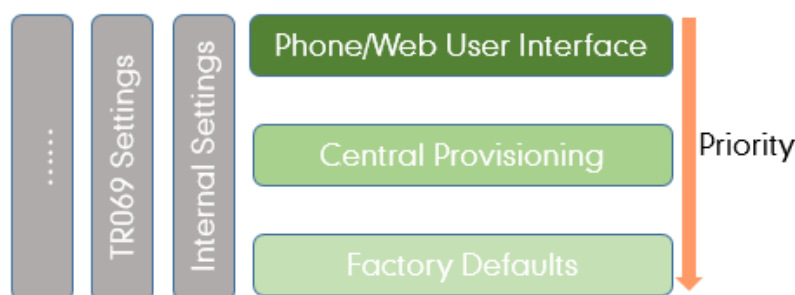 ......
TR069 Settings
Internal Settings
Phone/Web User Interface
Central Provisioning
Factory Defaults
Priority